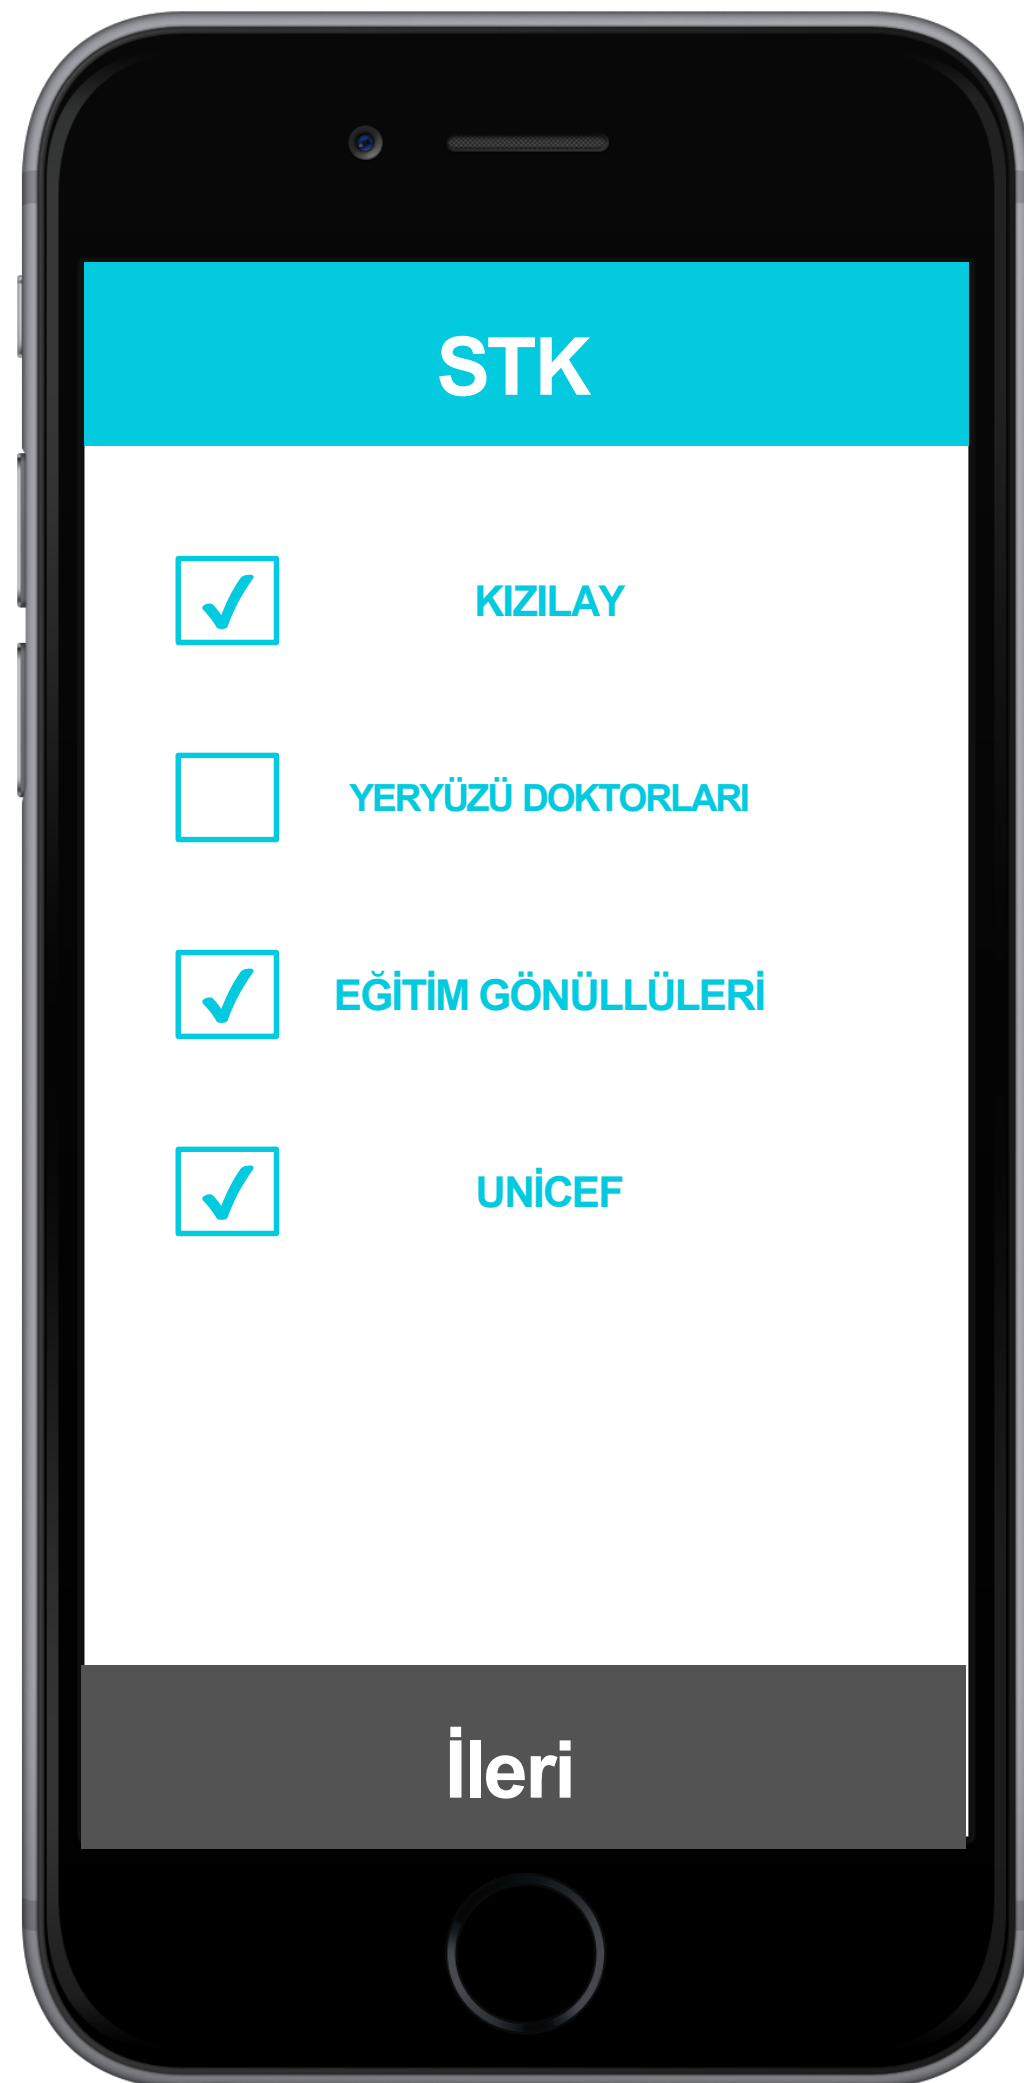 STK
KIZILAY
YERYÜZÜ DOKTORLARI
EĞİTİM GÖNÜLLÜLERİ
UNİCEF
İleri